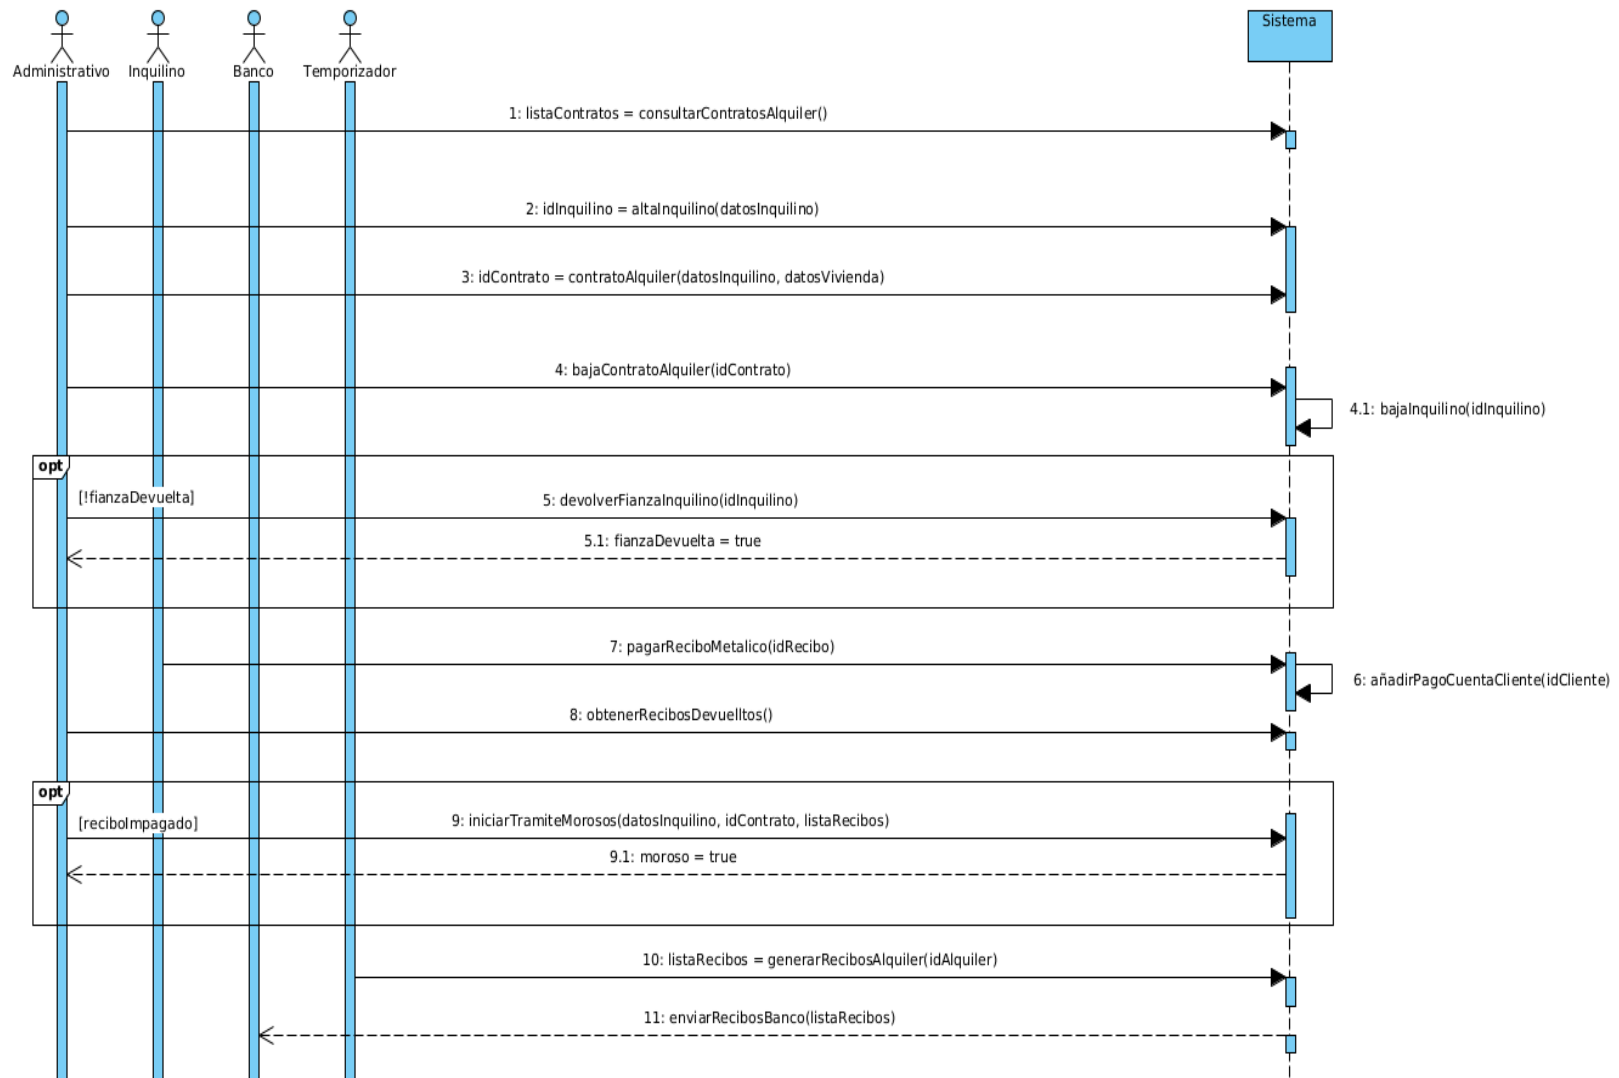 Sistema
Administrativo
Inquilino
Banco
Temporizador
1: listaContratos = consultarContratosAlquiler()
2: idInquilino = altaInquilino(datosInquilino)
3: idContrato = contratoAlquiler(datosInquilino, datosVivienda)
4: bajaContratoAlquiler(idContrato)
4.1: bajaInquilino(idInquilino)
opt
[!fianzaDevuelta]
5: devolverFianzaInquilino(idInquilino)
5.1: fianzaDevuelta = true
7: pagarReciboMetalico(idRecibo)
6: añadirPagoCuentaCliente(idCliente)
8: obtenerRecibosDevuelltos()
opt
[reciboImpagado]
9: iniciarTramiteMorosos(datosInquilino, idContrato, listaRecibos)
9.1: moroso = true
10: listaRecibos = generarRecibosAlquiler(idAlquiler)
11: enviarRecibosBanco(listaRecibos)